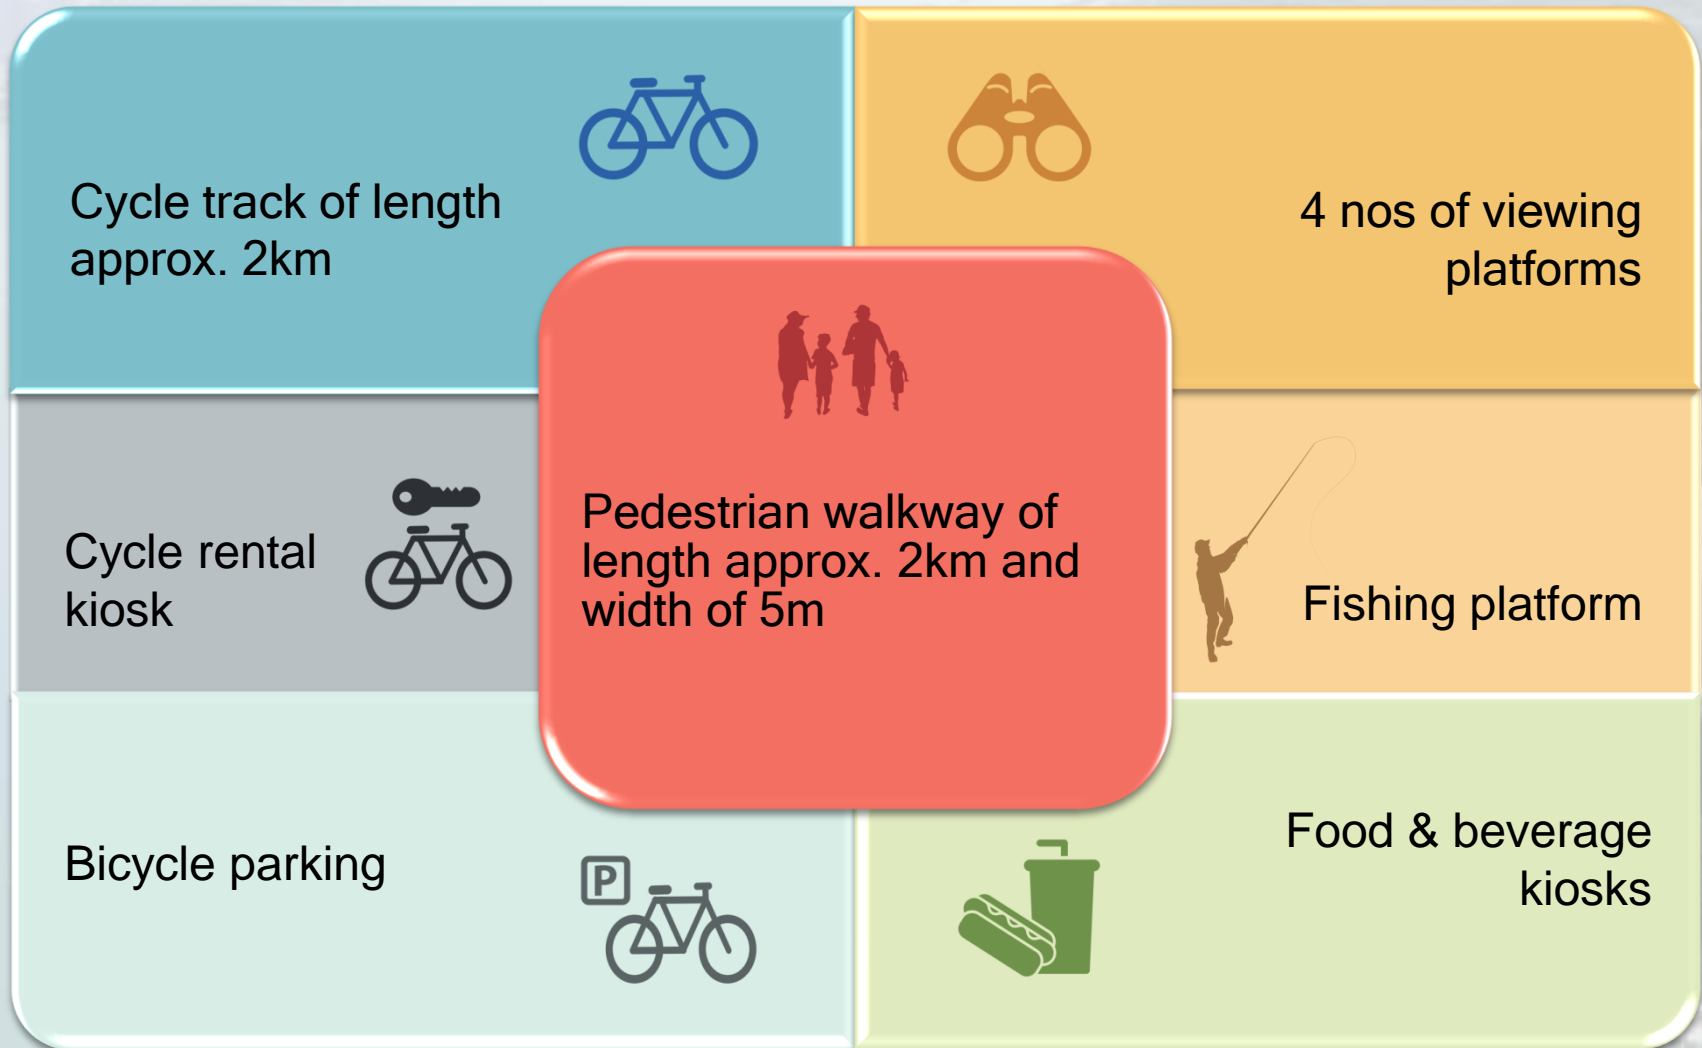 Cycle track of length
approx. 2km
4 nos of viewing
platforms
Pedestrian walkway of
length approx. 2km and
width of 5m
Cycle rental
kiosk
Fishing platform
Bicycle parking
P
Food & beverage
kiosks